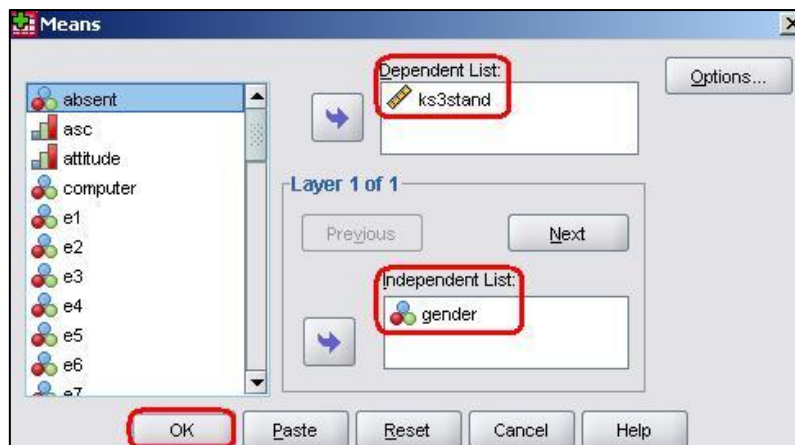 Means
absent
asc
attitude
computer
e1
e2
e3
e4
e5
e6
e7
Dependent List:
ks3stand
Options...
Layer 1 of 1
Previous
Next
Independent List:
gender
OK
Paste
Reset
Cancel
Help